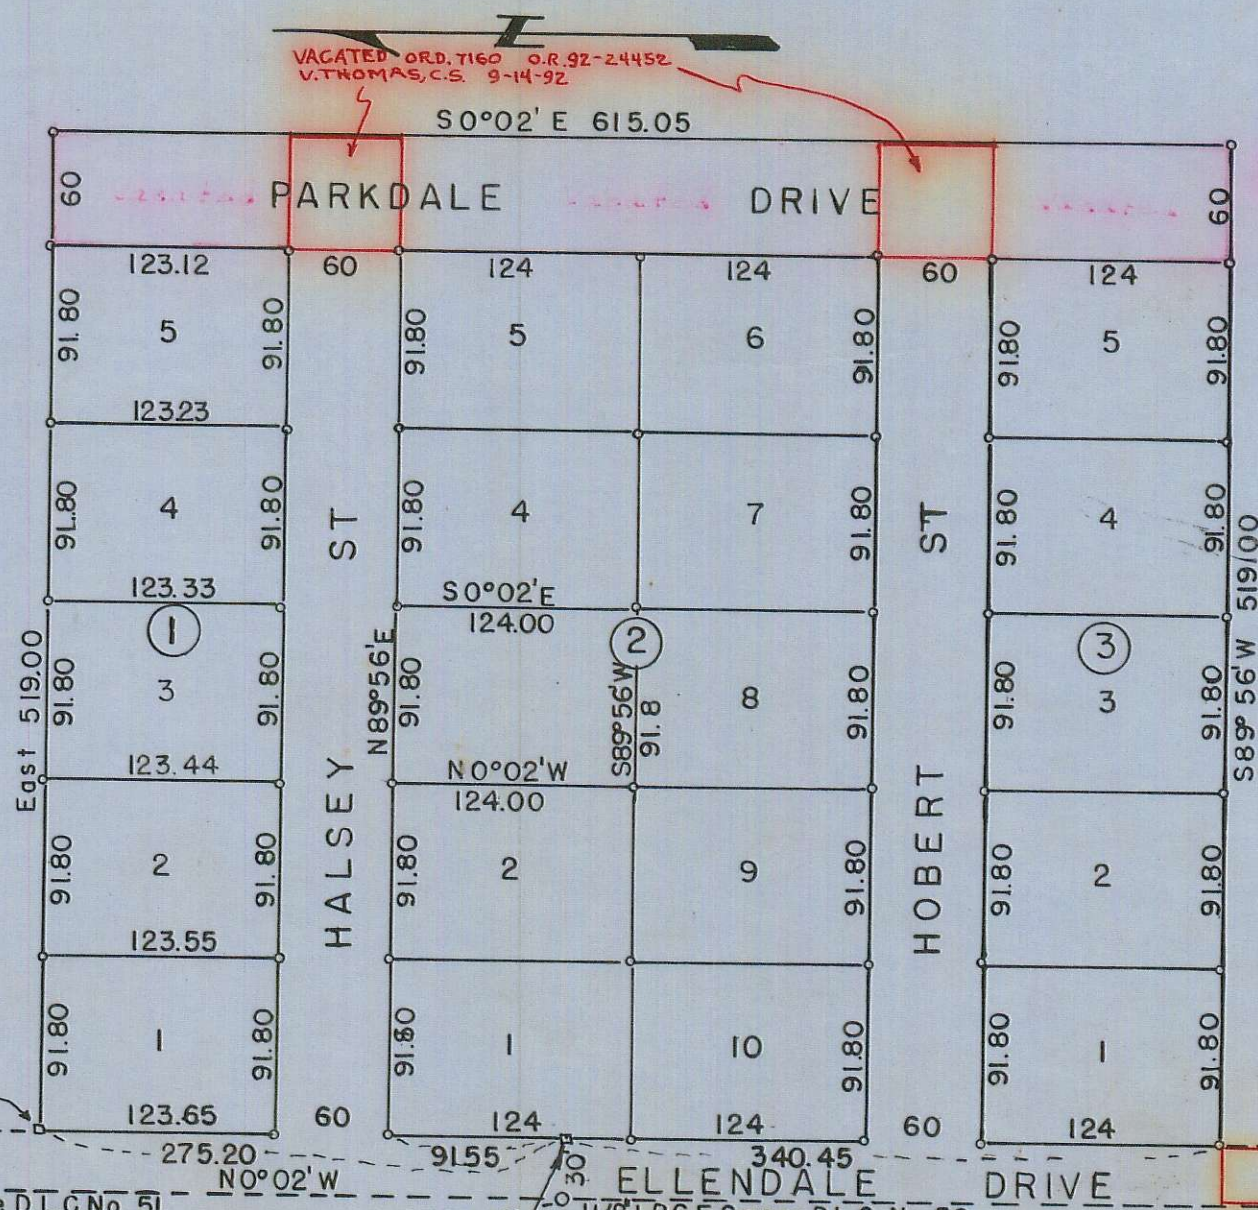 VACATED ORD. 7160 O.R. 92-24452
V. THOMAS, C.S. 9-14-92
S0°02' E 615.05
60 PARKDALE DRIVE 60
123.12 60 124 124 60 124
91.80 5 91.80 91.80 5 6 91.80 91.80 5 91.80
123.23
91.80 4 91.80 ST 91.80 4 7 91.80 ST 91.80 4 91.80
123.33 S0°02'E
124.00
1 2 3
East 519.00 91.80 3 91.80 N89°56'E 91.80 S89°56'W 91.8 8 91.80 91.80 3 91.80 S89°56'W 519.00
123.44 N0°02'W
124.00
91.80 2 91.80 HALSEY 91.80 2 9 91.80 HOBERT 91.80 2 91.80
123.55
91.80 1 91.80 91.80 1 10 91.80 91.80 1 91.80
123.65 60 124 124 60 124
275.20 91.55 340.45
N0°02'W 30 ELLENDALE DRIVE
D.L.C. No. 51